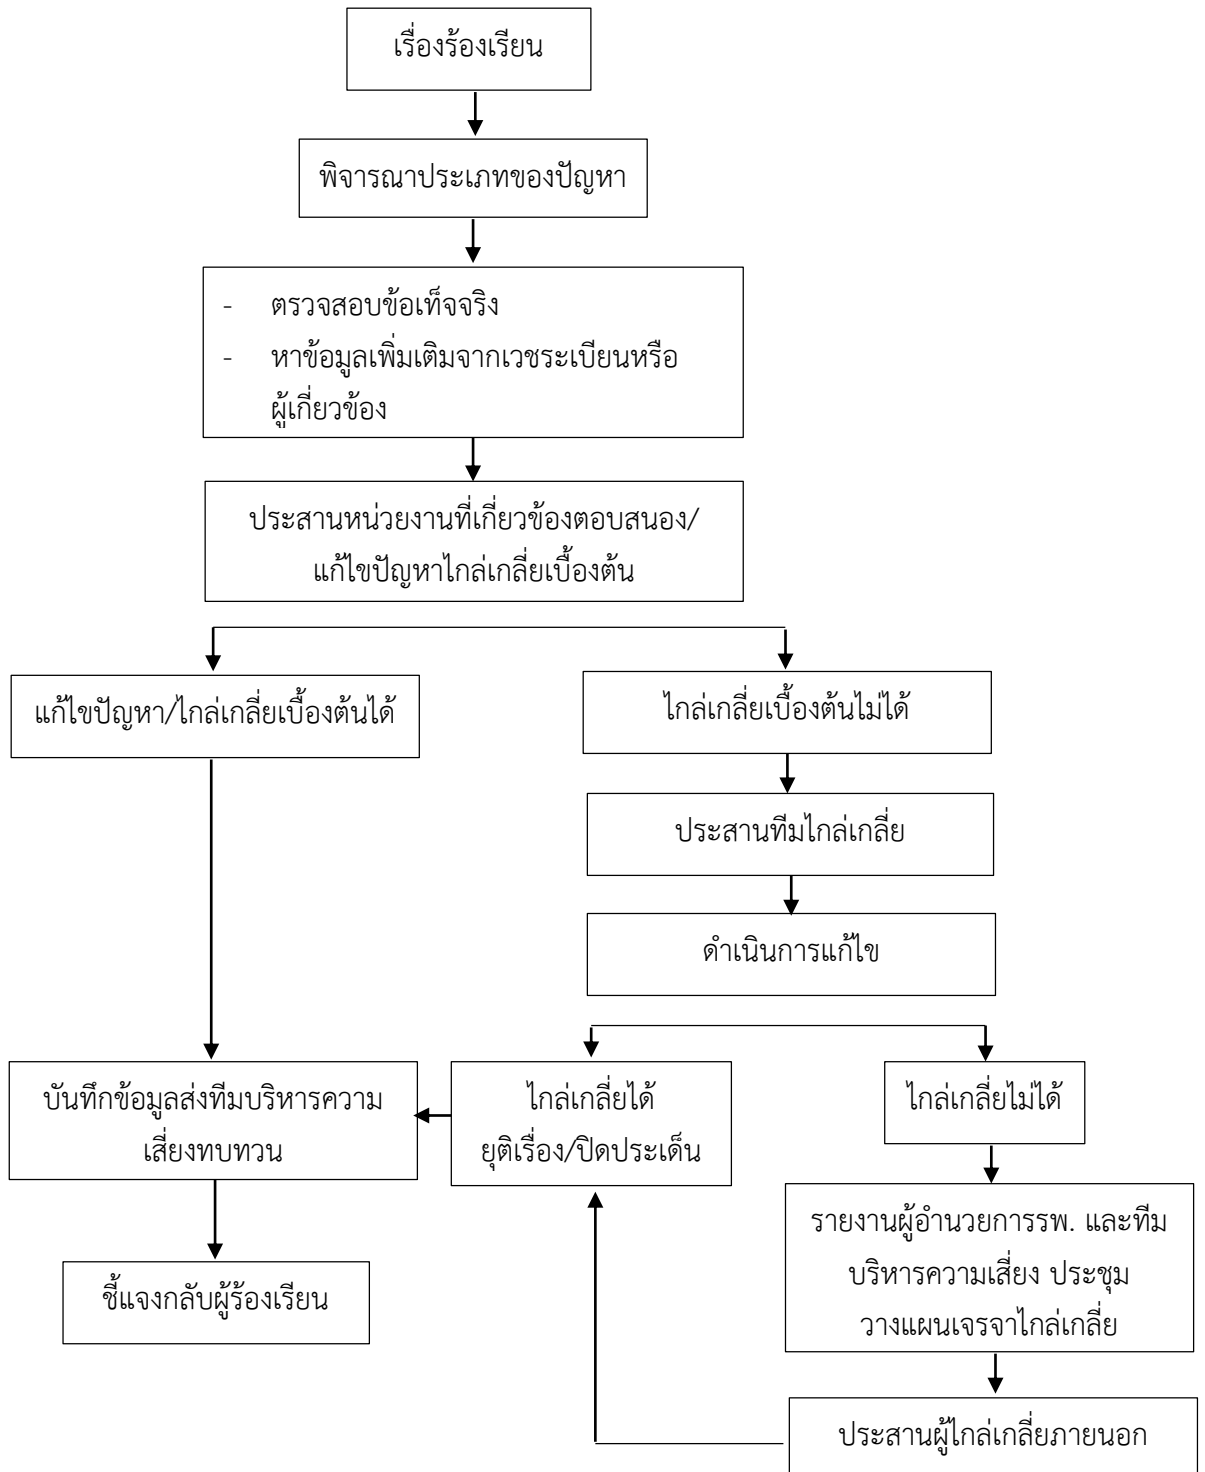 เรื่องร้องเรียน
พิจารณาประเภทของปัญหา
- ตรวจสอบข้อเท็จจริง
- หาข้อมูลเพิ่มเติมจากเวชระเบียนหรือ
ผู้เกี่ยวข้อง
ประสานหน่วยงานที่เกี่ยวข้องตอบสนอง/
แก้ไขปัญหาไกล่เกลี่ยเบื้องต้น
แก้ไขปัญหา/ไกล่เกลี่ยเบื้องต้นได้
ไกล่เกลี่ยเบื้องต้นไม่ได้
ประสานทีมไกล่เกลี่ย
ดำเนินการแก้ไข
บันทึกข้อมูลส่งทีมบริหารความ
เสี่ยงทบทวน
ไกล่เกลี่ยได้
ยุติเรื่อง/ปิดประเด็น
ไกล่เกลี่ยไม่ได้
รายงานผู้อำนวยการรพ. และทีม
บริหารความเสี่ยง ประชุม
วางแผนเจรจาไกล่เกลี่ย
ชี้แจงกลับผู้ร้องเรียน
ประสานผู้ไกล่เกลี่ยภายนอก